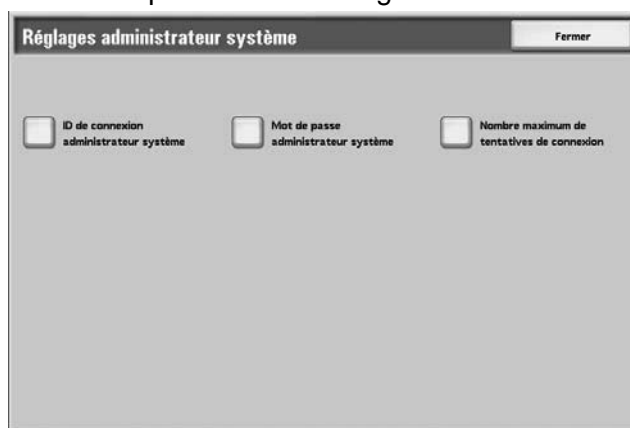 Réglages administrateur système
Fermer
ID de connexion
administrateur système
Mot de passe
administrateur système
Nombre maximum de
tentatives de connexion